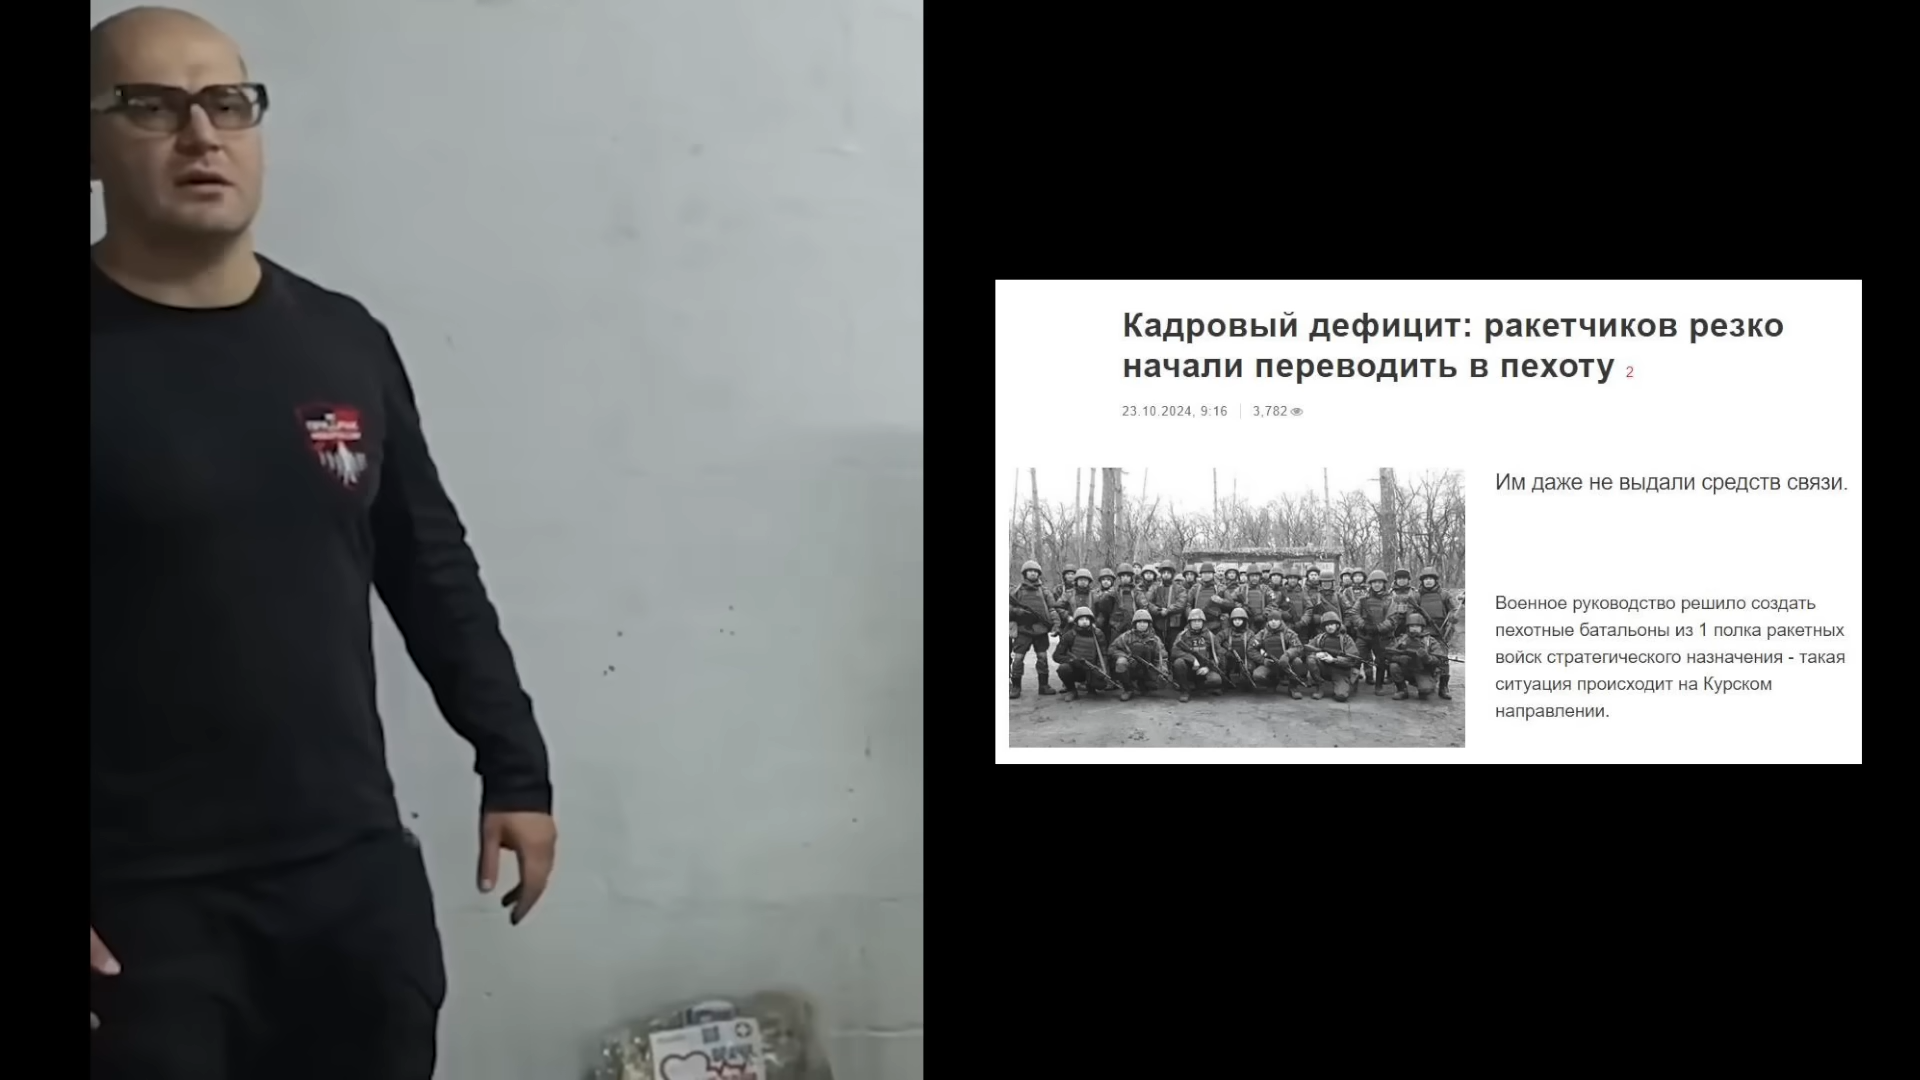 Кадровый дефицит: ракетчиков резко
начали переводить в пехоту 2
23.10.2024, 9:16 3,782
Им даже не выдали средств связи.
Военное руководство решило создать
пехотные батальоны из 1 полка ракетных
войск стратегического назначения - такая
ситуация происходит на Курском
направлении.